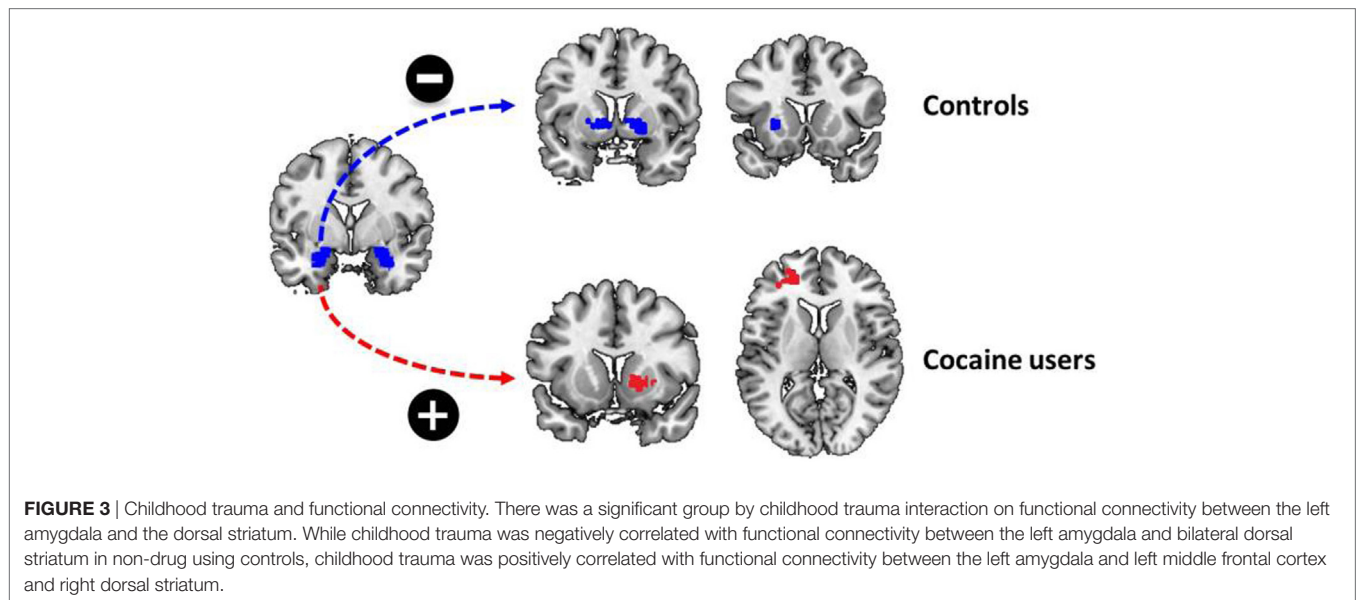 −
Controls
Cocaine users
+
FIGURE 3 | Childhood trauma and functional connectivity. There was a significant group by childhood trauma interaction on functional connectivity between the left
amygdala and the dorsal striatum. While childhood trauma was negatively correlated with functional connectivity between the left amygdala and bilateral dorsal
striatum in non-drug using controls, childhood trauma was positively correlated with functional connectivity between the left amygdala and left middle frontal cortex
and right dorsal striatum.